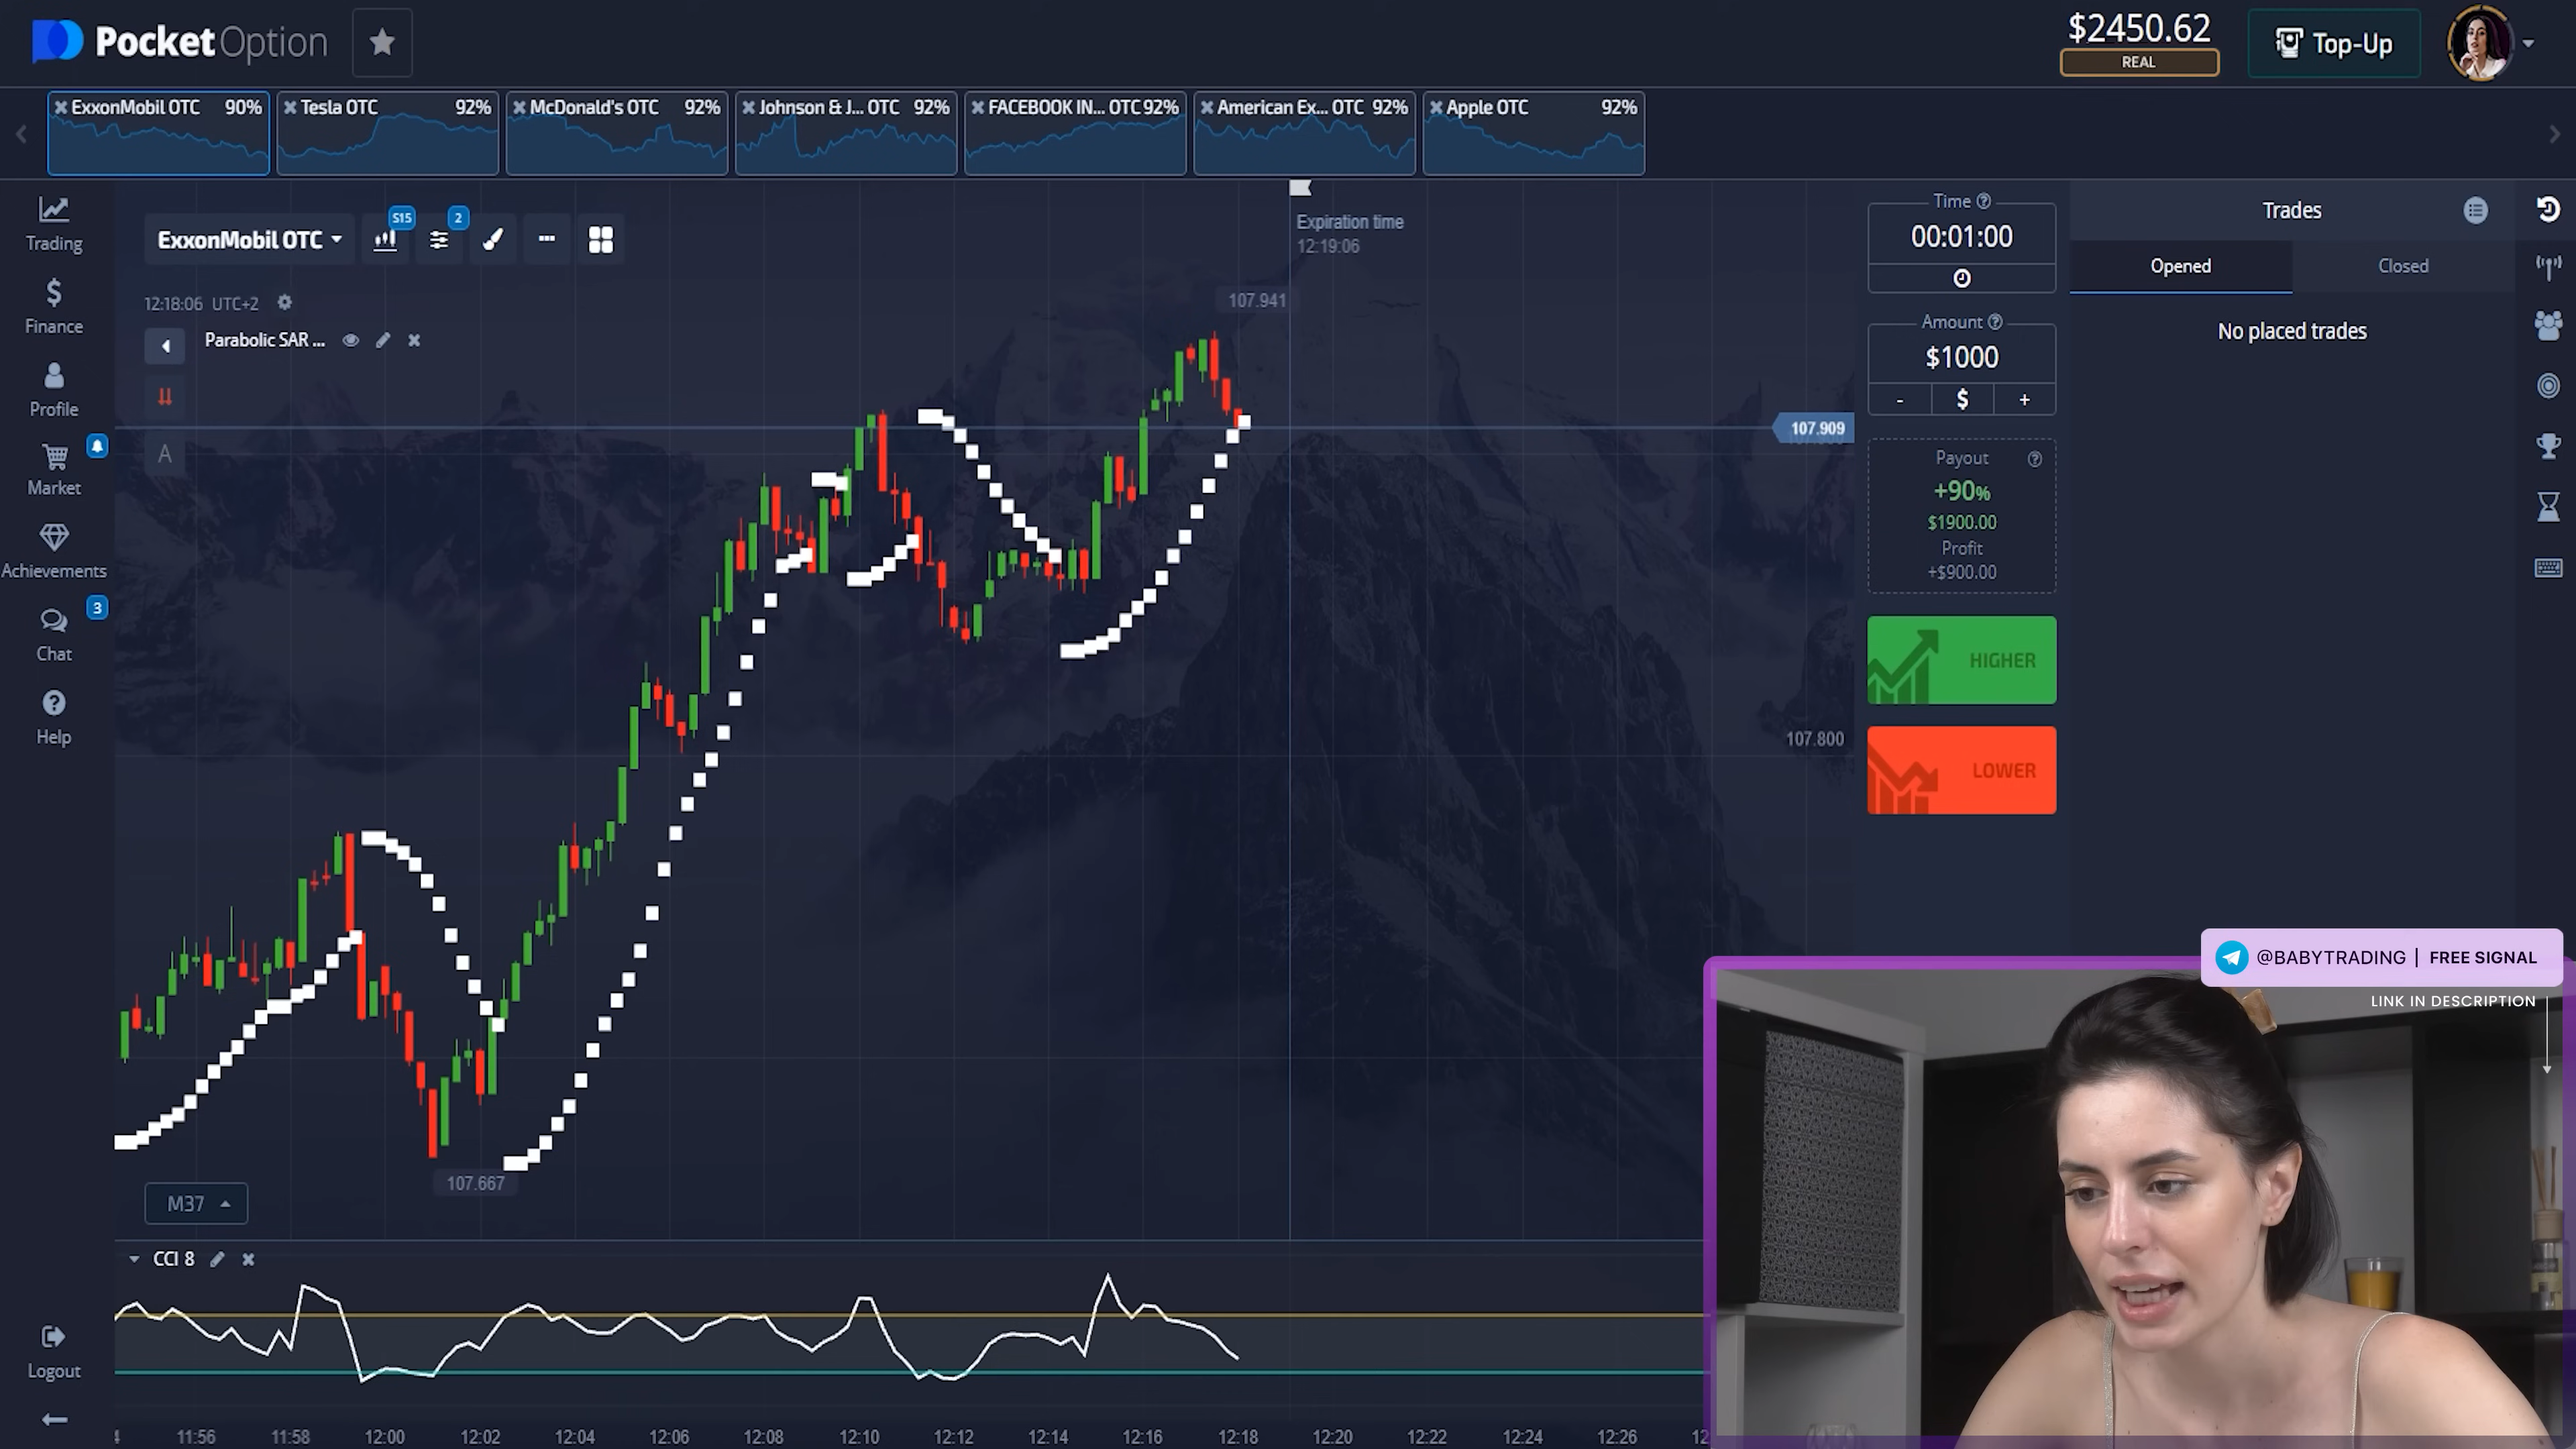 PocketOption
$2450.62
REAL
Top-Up
ExxonMobil OTC 90%
Tesla OTC 92%
McDonald's OTC 92%
Johnson & J... OTC 92%
FACEBOOK IN... OTC 92%
American Ex... OTC 92%
Apple OTC 92%
Trading
Finance
Profile
Market
Achievements
Chat
3
Help
Logout
ExxonMobil OTC
S15
2
12:18:06 UTC+2
Parabolic SAR ...
A
Expiration time
12:19:06
107.941
107.909
107.800
107.667
M37
CCI 8
11:56 11:58 12:00 12:02 12:04 12:06 12:08 12:10 12:12 12:14 12:16 12:18 12:20 12:22 12:24 12:26
Time
00:01:00
Amount
$1000
- $ +
Payout
+90%
$1900.00
Profit
+$900.00
HIGHER
LOWER
Trades
Opened
Closed
No placed trades
@BABYTRADING | FREE SIGNAL
LINK IN DESCRIPTION